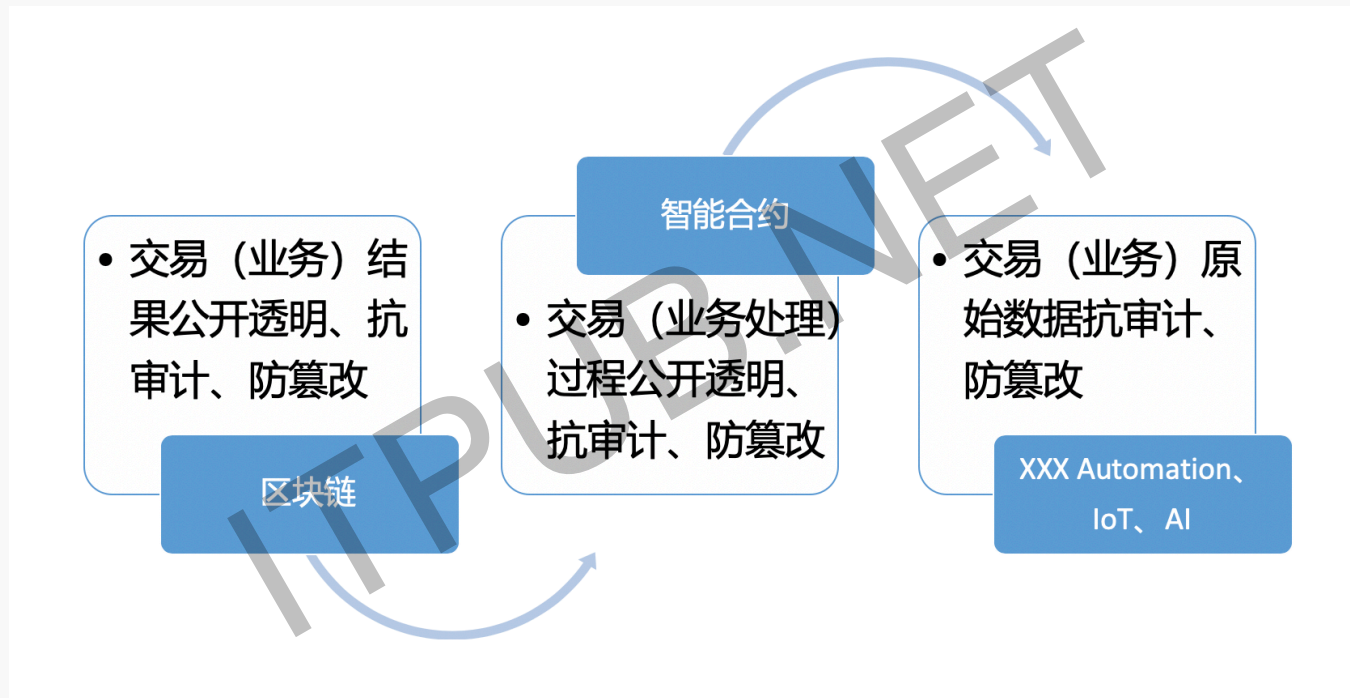 • 交易（业务）结
果公开透明、抗
审计、防篡改
区块链
智能合约
• 交易（业务处理）
过程公开透明、
抗审计、防篡改
• 交易（业务）原
始数据抗审计、
防篡改
XXX Automation、
IoT、AI
ITPUB.NET